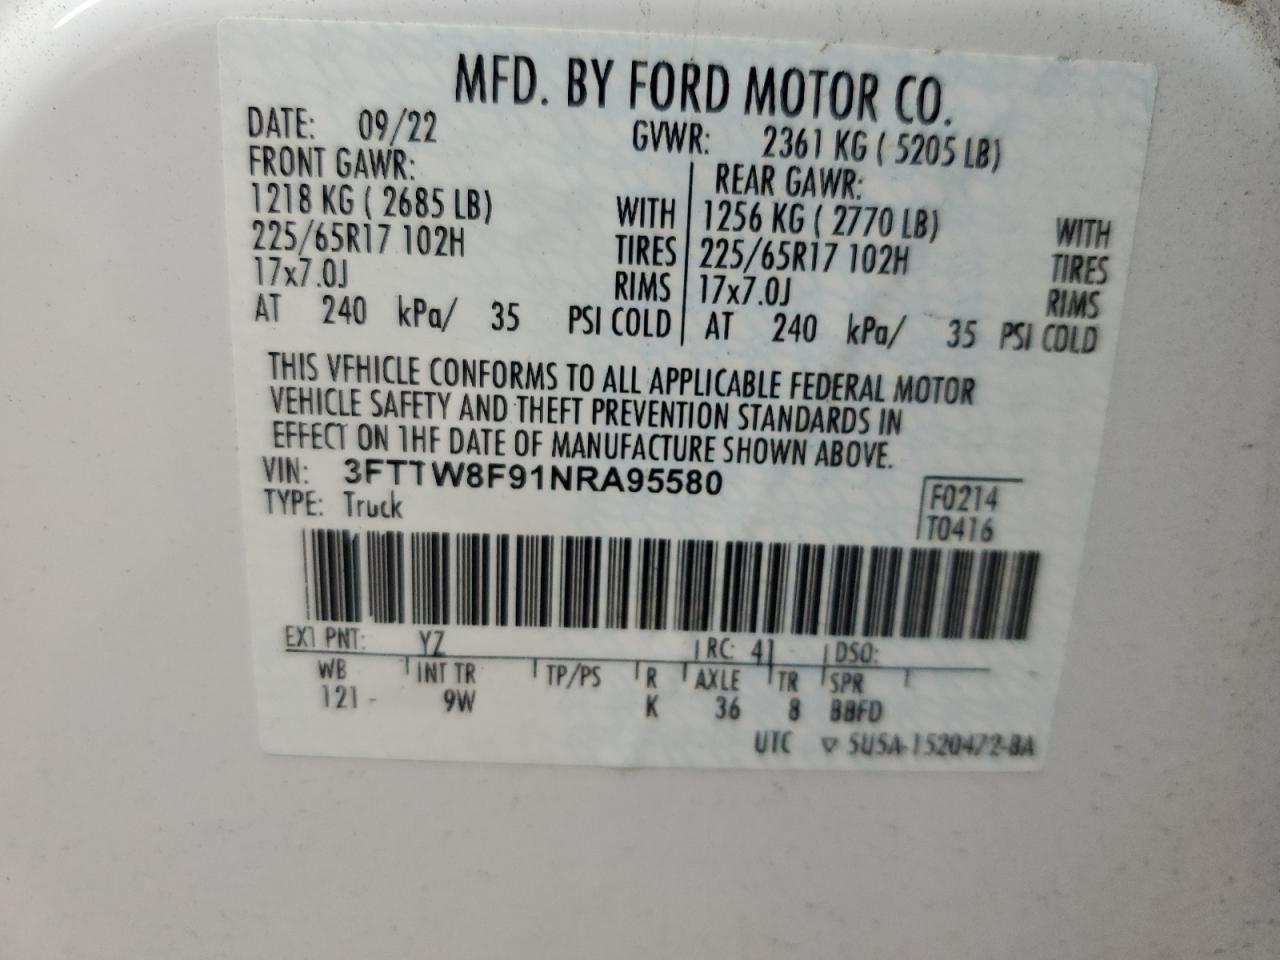 MFD. BY FORD MOTOR CO.
DATE: 09/22 GVWR: 2361 KG ( 5205 LB)
FRONT GAWR: REAR GAWR:
1218 KG ( 2685 LB) WITH 1256 KG ( 2770 LB) WITH
225/65R17 102H TIRES 225/65R17 102H TIRES
17x7.0J RIMS 17x7.0J RIMS
AT 240 kPa/ 35 PSI COLD AT 240 kPa/ 35 PSI COLD
THIS VEHICLE CONFORMS TO ALL APPLICABLE FEDERAL MOTOR
VEHICLE SAFETY AND THEFT PREVENTION STANDARDS IN
EFFECT ON THE DATE OF MANUFACTURE SHOWN ABOVE.
VIN: 3FTTW8F91NRA95580
TYPE: Truck
F0214
T0416
EXT PNT: YZ RC: 41 DSO:
WB INT TR TP/PS R AXLE TR SPR
121 - 9W K 36 8 BBFD
UTC ▽ 5U5A-1520472-BA